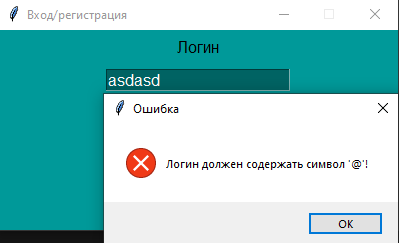 Вход/регистрация
Логин
asdasd
Ошибка
Логин должен содержать символ '@'!
OK